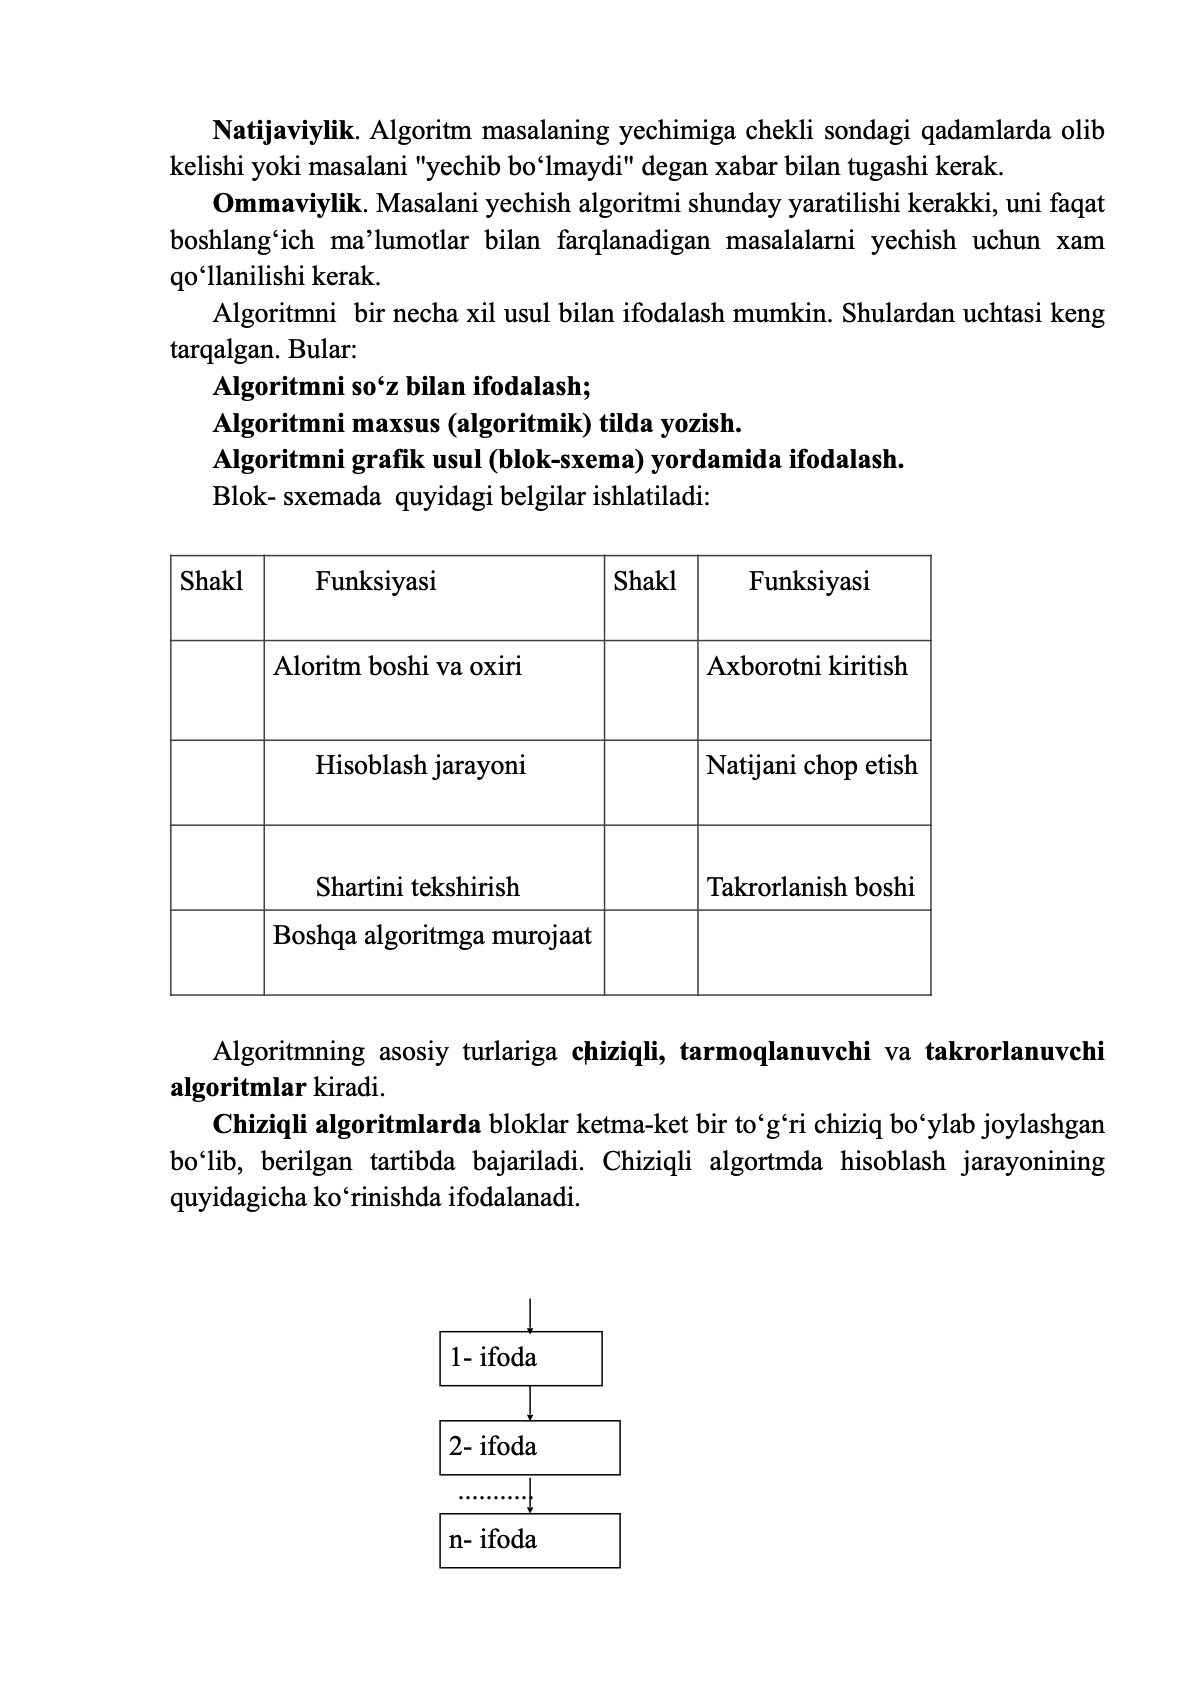 Natijaviylik. Algoritm masalaning yechimiga chekli sondagi qadamlarda olib
kelishi yoki masalani "yechib bo‘lmaydi" degan xabar bilan tugashi kerak.
Ommaviylik. Masalani yechish algoritmi shunday yaratilishi kerakki, uni faqat
boshlang‘ich ma’lumotlar bilan farqlanadigan masalalarni yechish uchun xam
qo‘llanilishi kerak.
Algoritmni bir necha xil usul bilan ifodalash mumkin. Shulardan uchtasi keng
tarqalgan. Bular:
Algoritmni so‘z bilan ifodalash;
Algoritmni maxsus (algoritmik) tilda yozish.
Algoritmni grafik usul (blok-sxema) yordamida ifodalash.
Blok- sxemada quyidagi belgilar ishlatiladi:
Shakl Funksiyasi Shakl Funksiyasi
Aloritm boshi va oxiri Axborotni kiritish
Hisoblash jarayoni Natijani chop etish
Shartini tekshirish Takrorlanish boshi
Boshqa algoritmga murojaat
Algoritmning asosiy turlariga chiziqli, tarmoqlanuvchi va takrorlanuvchi
algoritmlar kiradi.
Chiziqli algoritmlarda bloklar ketma-ket bir to‘g‘ri chiziq bo‘ylab joylashgan
bo‘lib, berilgan tartibda bajariladi. Chiziqli algortmda hisoblash jarayonining
quyidagicha ko‘rinishda ifodalanadi.
1- ifoda
2- ifoda
...........
n- ifoda